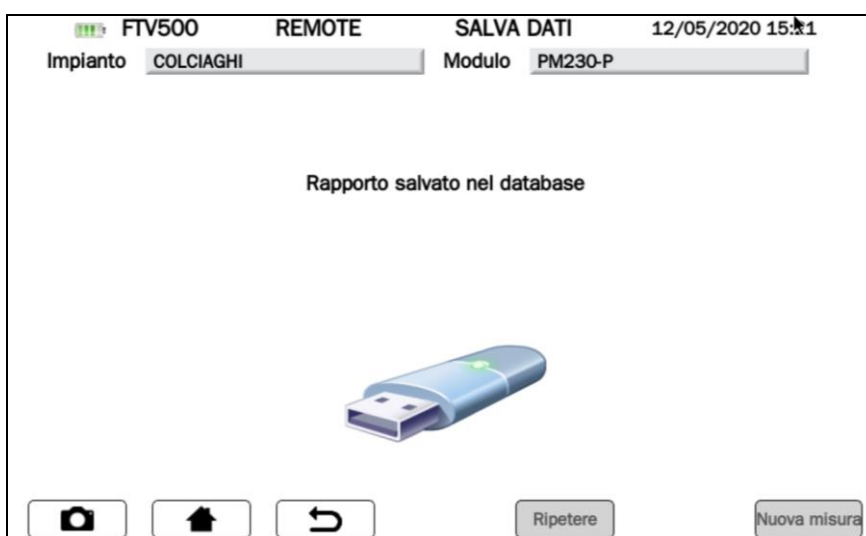 FTV500 REMOTE SALVA DATI 12/05/2020 15:21
Impianto COLCIAGHI Modulo PM230-P
Rapporto salvato nel database
Ripetere Nuova misura